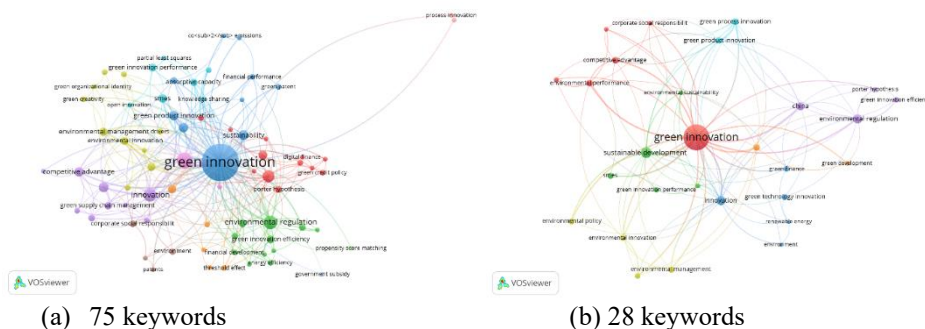 process innovation
co<sub>2</sub> emissions
partial least squares
green innovation performance
financial performance
green organizational identity
absorptive capacity
green patent
green creativity
smes
open innovation
knowledge sharing
green product innovation
environmental management drivers
sustainability
environmental innovation
green innovation
digital finance
competitive advantage
green credit policy
porter hypothesis
innovation
green supply chain management
corporate social responsibilit
environmental regulation
green innovation efficiency
environment
financial development
propensity score matching
energy efficiency
patents
threshold effect
government subsidy
VOSviewer
(a) 75 keywords
corporate social responsibilit
green process innovation
green product innovation
competitive advantage
environmental performance
environmental sustainability
porter hypothesis
china
green innovation efficien
environmental regulation
green innovation
sustainable development
green finance
green development
smes
green innovation performance
innovation
green technology innovation
environmental policy
renewable energy
environmental innovation
environment
environmental management
VOSviewer
(b) 28 keywords